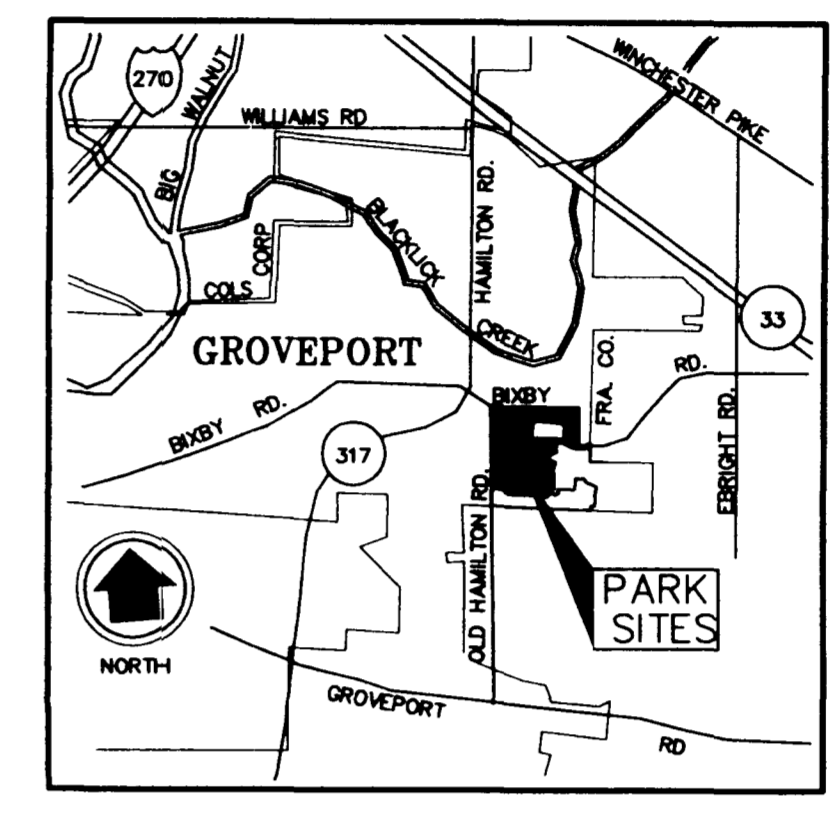 270
BIG WALNUT
WINCHESTER PIKE
WILLIAMS RD
HAMILTON RD.
BLACKLICK CREEK
COLS CORP
33
GROVEPORT
FRA. CO.
BIXBY RD.
BIXBY RD.
317
EBRIGHT RD.
OLD HAMILTON RD.
PARK
SITES
NORTH
GROVEPORT RD